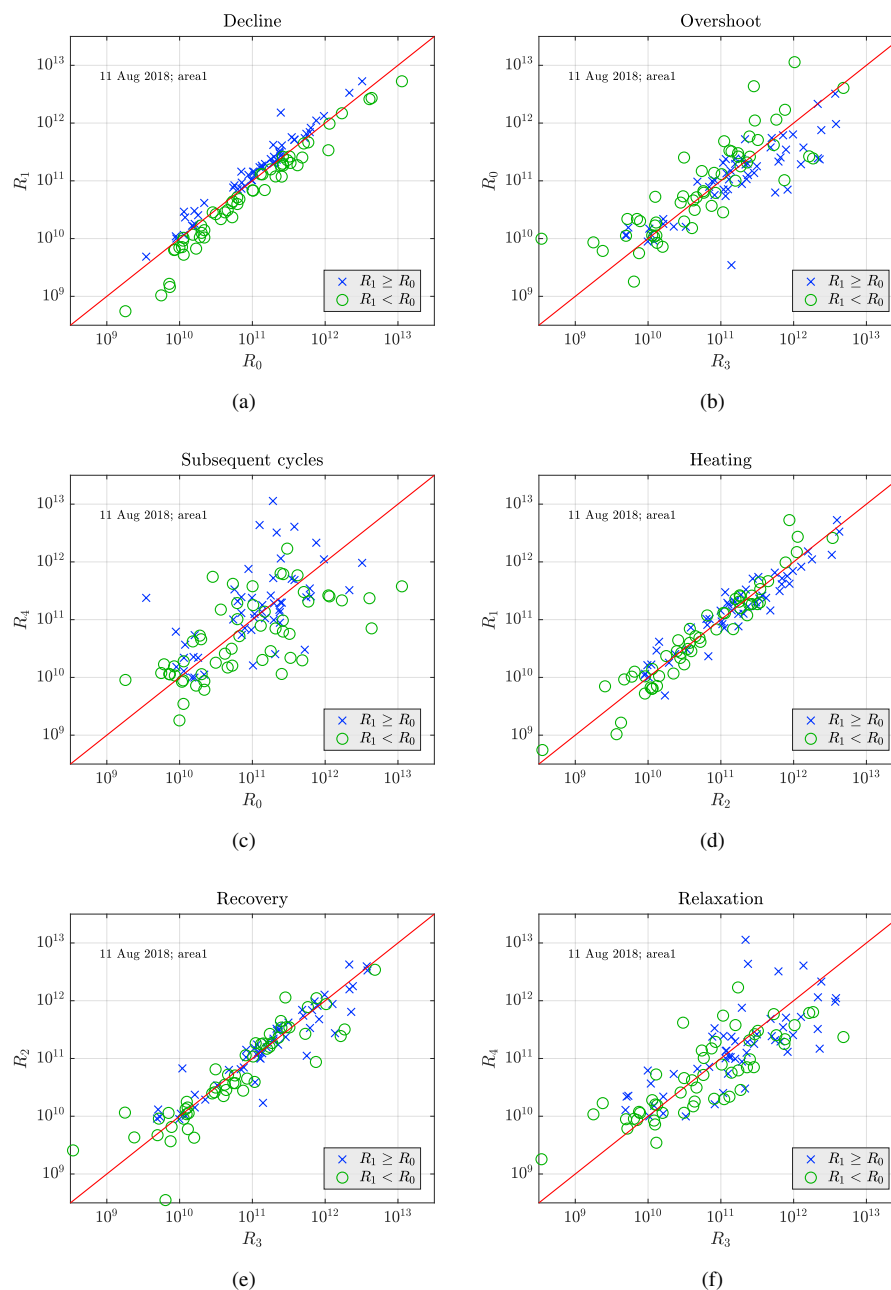 Decline
11 Aug 2018; area1
10^13
10^12
10^11
10^10
10^9
R_1
R_1 ≥ R_0
R_1 < R_0
10^9 10^10 10^11 10^12 10^13
R_0
(a)
Overshoot
11 Aug 2018; area1
10^13
10^12
10^11
10^10
10^9
R_0
R_1 ≥ R_0
R_1 < R_0
10^9 10^10 10^11 10^12 10^13
R_3
(b)
Subsequent cycles
11 Aug 2018; area1
10^13
10^12
10^11
10^10
10^9
R_4
R_1 ≥ R_0
R_1 < R_0
10^9 10^10 10^11 10^12 10^13
R_0
(c)
Heating
11 Aug 2018; area1
10^13
10^12
10^11
10^10
10^9
R_1
R_1 ≥ R_0
R_1 < R_0
10^9 10^10 10^11 10^12 10^13
R_2
(d)
Recovery
11 Aug 2018; area1
10^13
10^12
10^11
10^10
10^9
R_2
R_1 ≥ R_0
R_1 < R_0
10^9 10^10 10^11 10^12 10^13
R_3
(e)
Relaxation
11 Aug 2018; area1
10^13
10^12
10^11
10^10
10^9
R_4
R_1 ≥ R_0
R_1 < R_0
10^9 10^10 10^11 10^12 10^13
R_3
(f)